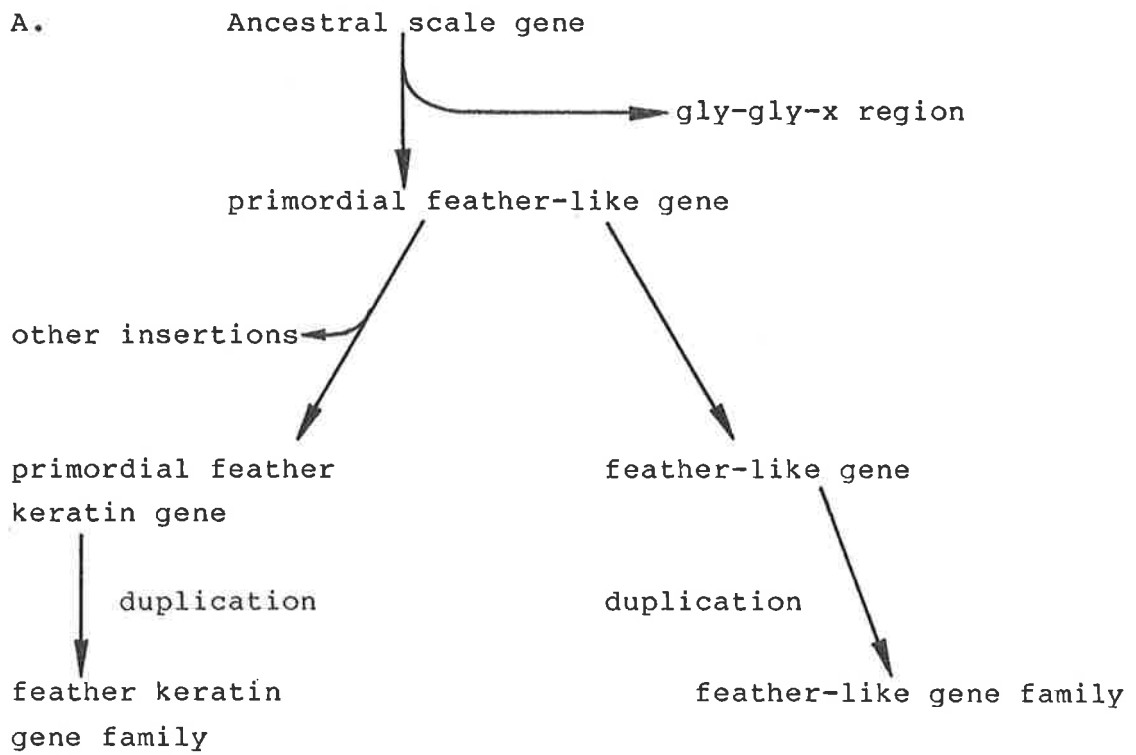 A. Ancestral scale gene
gly-gly-x region
primordial feather-like gene
other insertions
primordial feather
keratin gene
feather-like gene
duplication
duplication
feather keratin
gene family
feather-like gene family